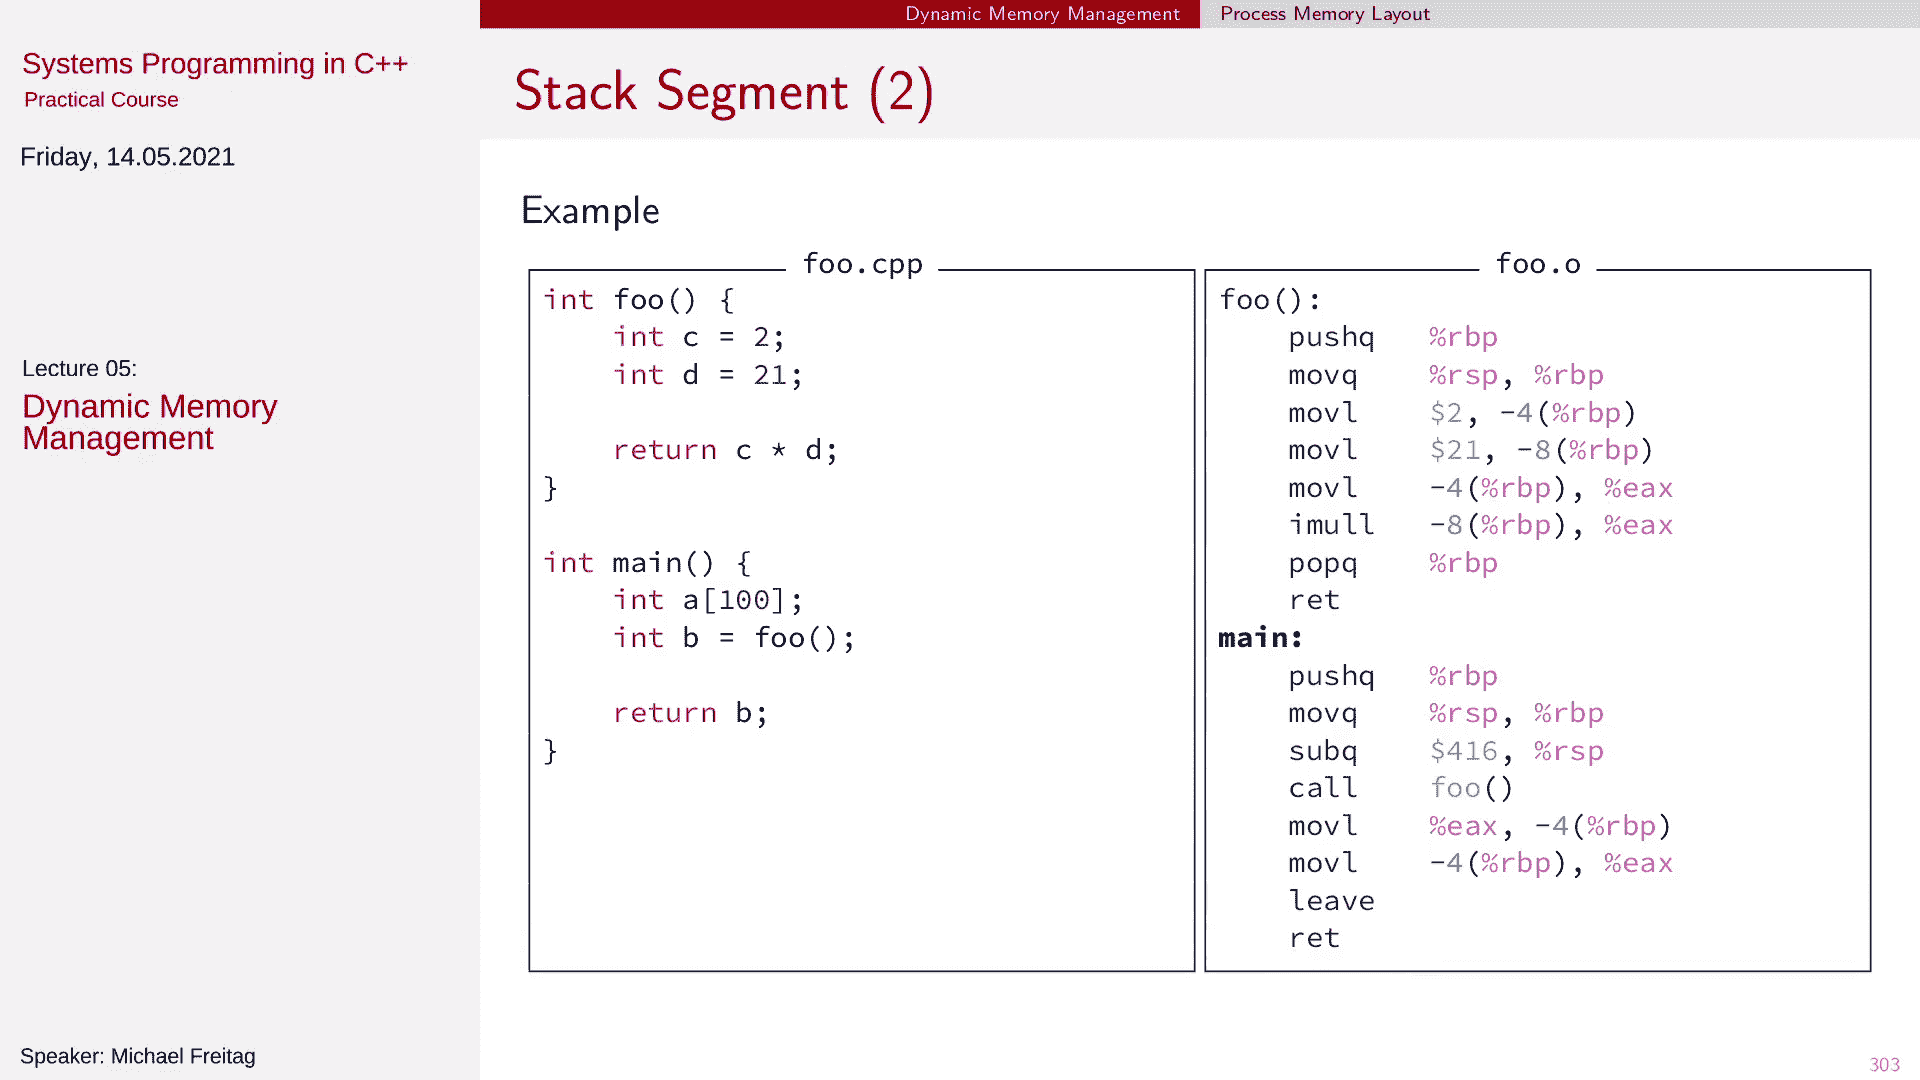 Dynamic Memory Management
Process Memory Layout
Systems Programming in C++
Practical Course
Friday, 14.05.2021
Lecture 05:
Dynamic Memory
Management
Speaker: Michael Freitag
Stack Segment (2)
Example
foo.cpp
int foo() {
    int c = 2;
    int d = 21;

    return c * d;
}

int main() {
    int a[100];
    int b = foo();

    return b;
}
foo.o
foo():
    pushq   %rbp
    movq    %rsp, %rbp
    movl    $2, -4(%rbp)
    movl    $21, -8(%rbp)
    movl    -4(%rbp), %eax
    imull   -8(%rbp), %eax
    popq    %rbp
    ret
main:
    pushq   %rbp
    movq    %rsp, %rbp
    subq    $416, %rsp
    call    foo()
    movl    %eax, -4(%rbp)
    movl    -4(%rbp), %eax
    leave
    ret
303